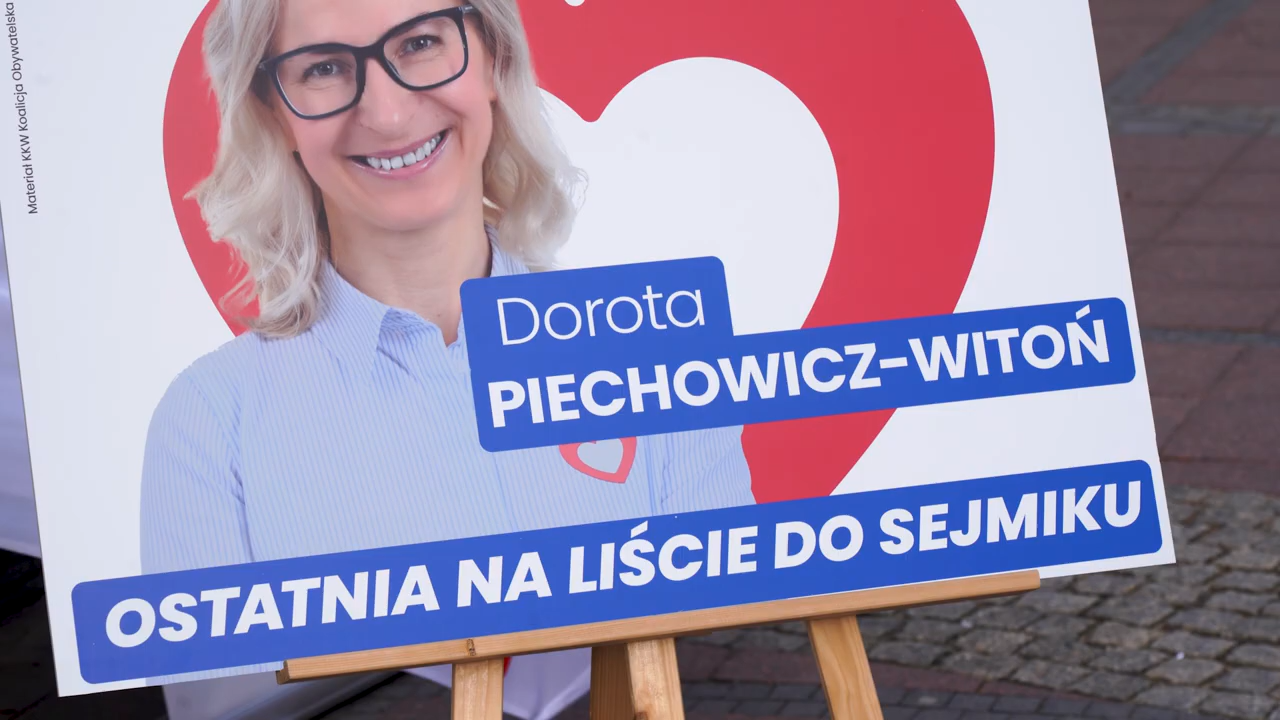 Materiał KKW Koalicja Obywatelska
Dorota
PIECHOWICZ-WITOŃ
OSTATNIA NA LIŚCIE DO SEJMIKU